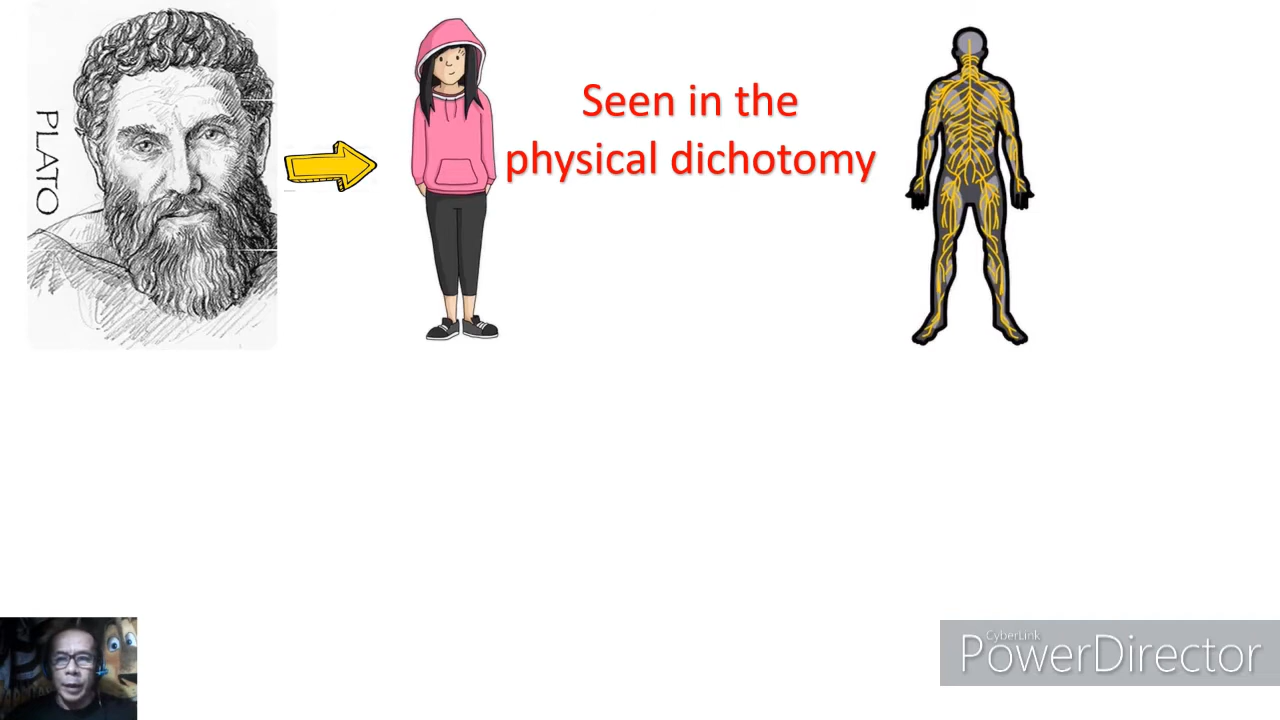 PLATO
Seen in the
physical dichotomy
CyberLink
PowerDirector